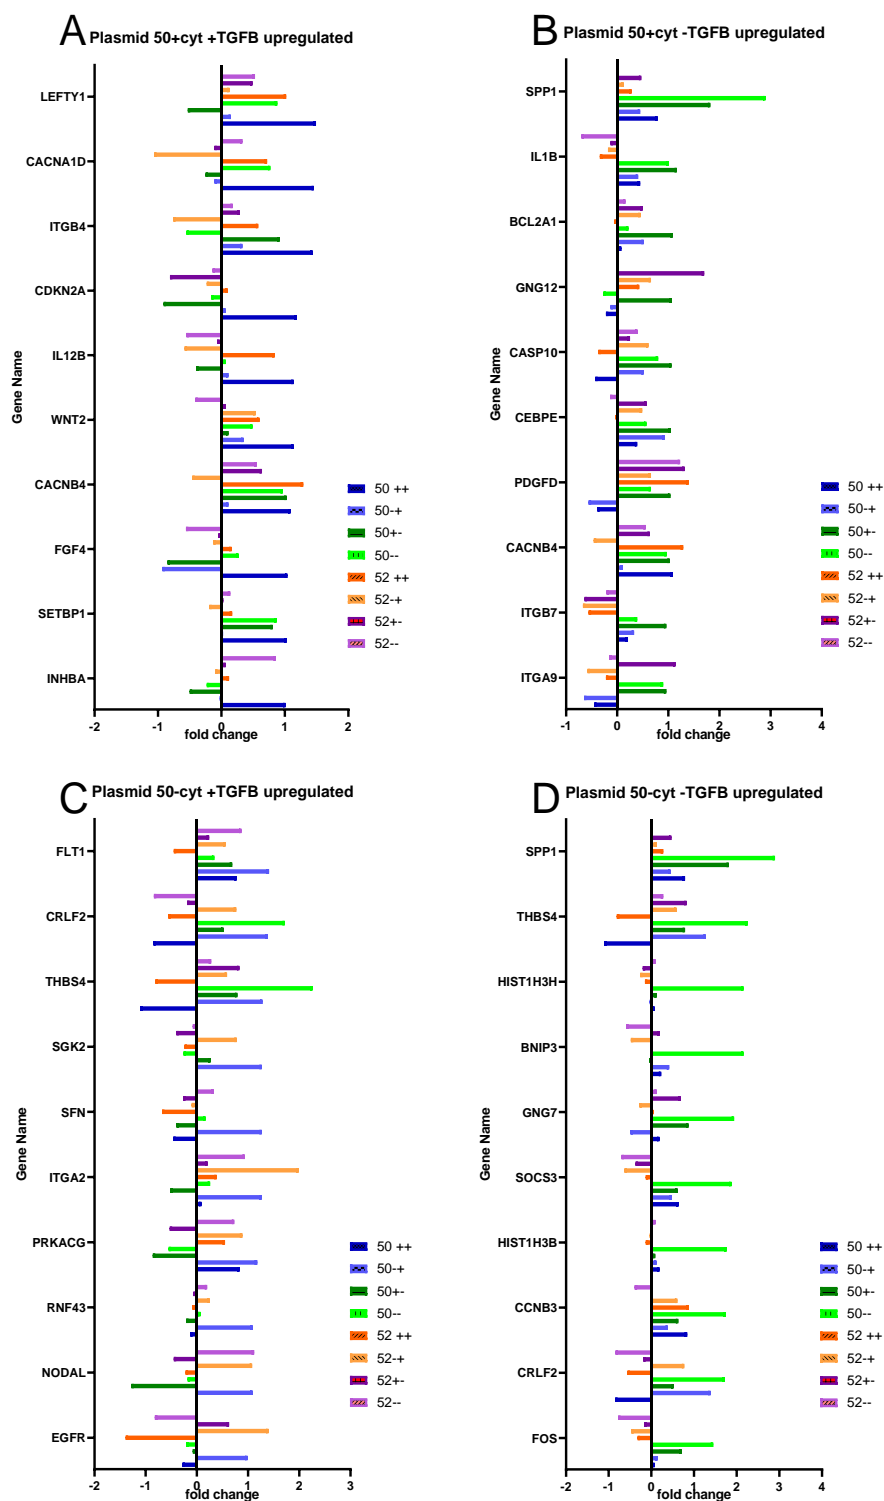 A Plasmid 50+cyt +TGFB upregulated
LEFTY1
CACNA1D
ITGB4
CDKN2A
IL12B
WNT2
CACNB4
FGF4
SETBP1
INHBA
Gene Name
-2 -1 0 1 2
fold change
50 ++
50-+
50+-
50--
52 ++
52-+
52+-
52--
B Plasmid 50+cyt -TGFB upregulated
SPP1
IL1B
BCL2A1
GNG12
CASP10
CEBPE
PDGFD
CACNB4
ITGB7
ITGA9
Gene Name
-1 0 1 2 3 4
fold change
50 ++
50-+
50+-
50--
52 ++
52-+
52+-
52--
C Plasmid 50-cyt +TGFB upregulated
FLT1
CRLF2
THBS4
SGK2
SFN
ITGA2
PRKACG
RNF43
NODAL
EGFR
Gene Name
-2 -1 0 1 2 3
fold change
50 ++
50-+
50+-
50--
52 ++
52-+
52+-
52--
D Plasmid 50-cyt -TGFB upregulated
SPP1
THBS4
HIST1H3H
BNIP3
GNG7
SOCS3
HIST1H3B
CCNB3
CRLF2
FOS
Gene Name
-2 -1 0 1 2 3 4
fold change
50 ++
50-+
50+-
50--
52 ++
52-+
52+-
52--